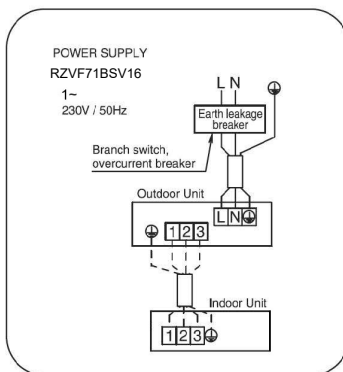 POWER SUPPLY
RZVF71BSV16
1~
230V / 50Hz
L N
Earth leakage
breaker
Branch switch,
overcurrent breaker
Outdoor Unit
L N
1 2 3
Indoor Unit
1 2 3